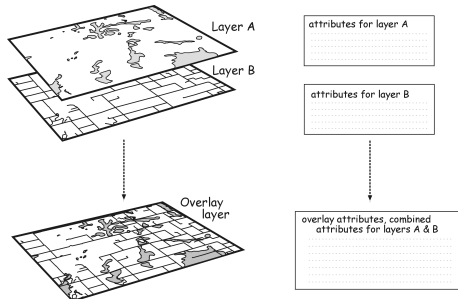 Layer A
attributes for layer A
Layer B
attributes for layer B
Overlay
layer
overlay attributes, combined
attributes for layers A & B